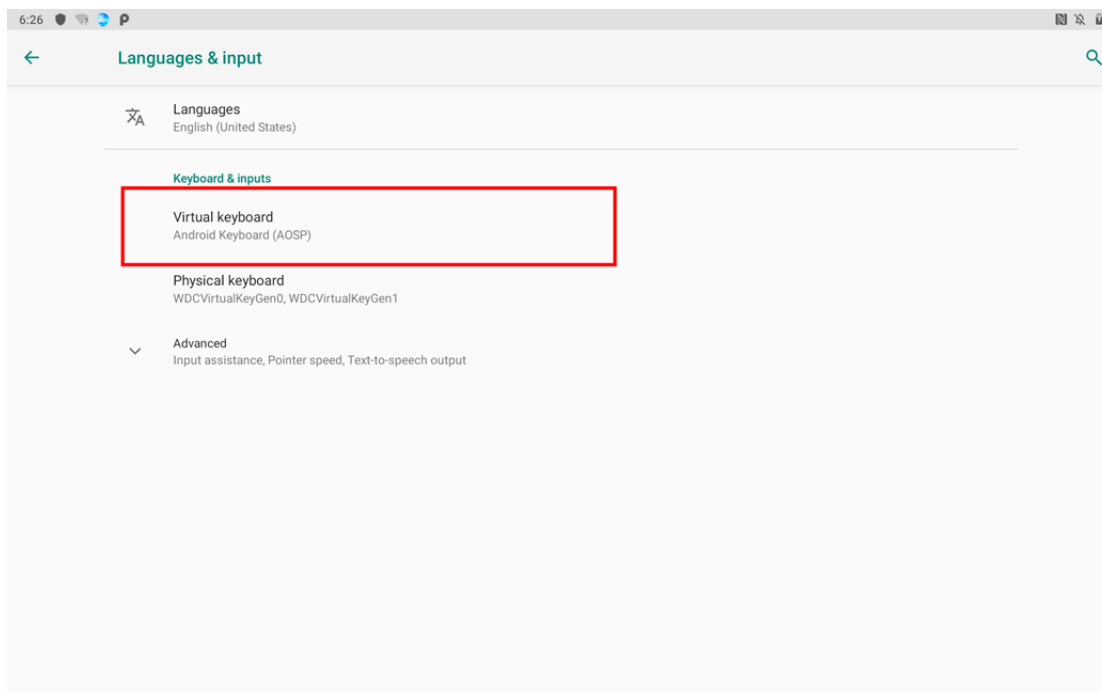 6:26
Languages & input
Languages
English (United States)
Keyboard & inputs
Virtual keyboard
Android Keyboard (AOSP)
Physical keyboard
WDCVirtualKeyGen0, WDCVirtualKeyGen1
Advanced
Input assistance, Pointer speed, Text-to-speech output